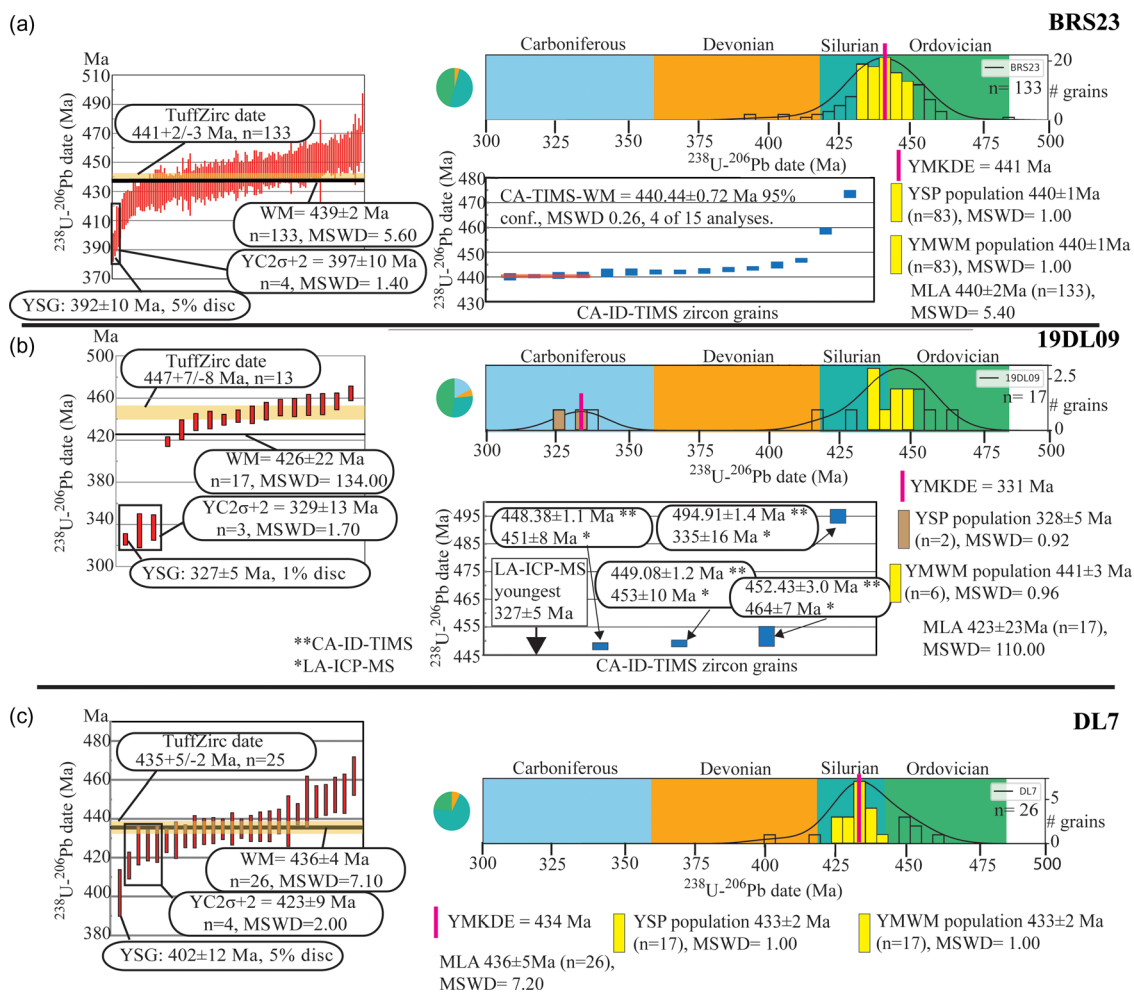 (a)
BRS23
Ma
510
490
470
450
430
410
390
370
238U-206Pb date (Ma)
TuffZirc date
441+2/-3 Ma, n=133
WM= 439±2 Ma
n=133, MSWD= 5.60
YC2σ+2 = 397±10 Ma
n=4, MSWD= 1.40
YSG: 392±10 Ma, 5% disc
Carboniferous
Devonian
Silurian
Ordovician
BRS23
n= 133
20
10
0
# grains
300
325
350
375
400
425
450
475
500
238U-206Pb date (Ma)
YMKDE = 441 Ma
YSP population 440±1Ma
(n=83), MSWD= 1.00
YMWM population 440±1Ma
(n=83), MSWD= 1.00
MLA 440±2Ma (n=133),
MSWD= 5.40
480
470
460
450
440
430
238U-206Pb date (Ma)
CA-TIMS-WM = 440.44±0.72 Ma 95%
conf., MSWD 0.26, 4 of 15 analyses.
CA-ID-TIMS zircon grains
(b)
19DL09
Ma
500
460
420
380
340
300
238U-206Pb date (Ma)
TuffZirc date
447+7/-8 Ma, n=13
WM= 426±22 Ma
n=17, MSWD= 134.00
YC2σ+2 = 329±13 Ma
n=3, MSWD=1.70
YSG: 327±5 Ma, 1% disc
**CA-ID-TIMS
*LA-ICP-MS
Carboniferous
Devonian
Silurian
Ordovician
19DL09
n= 17
2.5
0.0
# grains
300
325
350
375
400
425
450
475
500
238U-206Pb date (Ma)
YMKDE = 331 Ma
YSP population 328±5 Ma
(n=2), MSWD= 0.92
YMWM population 441±3 Ma
(n=6), MSWD= 0.96
MLA 423±23Ma (n=17),
MSWD= 110.00
495
485
475
465
455
445
238U-206Pb date (Ma)
448.38±1.1 Ma **
451±8 Ma *
494.91±1.4 Ma **
335±16 Ma *
LA-ICP-MS
youngest
327±5 Ma
449.08±1.2 Ma **
453±10 Ma *
452.43±3.0 Ma **
464±7 Ma *
CA-ID-TIMS zircon grains
(c)
DL7
Ma
480
460
440
420
400
380
238U-206Pb date (Ma)
TuffZirc date
435+5/-2 Ma, n=25
WM= 436±4 Ma
n=26, MSWD=7.10
YC2σ+2 = 423±9 Ma
n=4, MSWD=2.00
YSG: 402±12 Ma, 5% disc
Carboniferous
Devonian
Silurian
Ordovician
DL7
n= 26
5
0
# grains
300
325
350
375
400
425
450
475
500
238U-206Pb date (Ma)
YMKDE = 434 Ma
YSP population 433±2 Ma
(n=17), MSWD= 1.00
YMWM population 433±2 Ma
(n=17), MSWD= 1.00
MLA 436±5Ma (n=26),
MSWD= 7.20